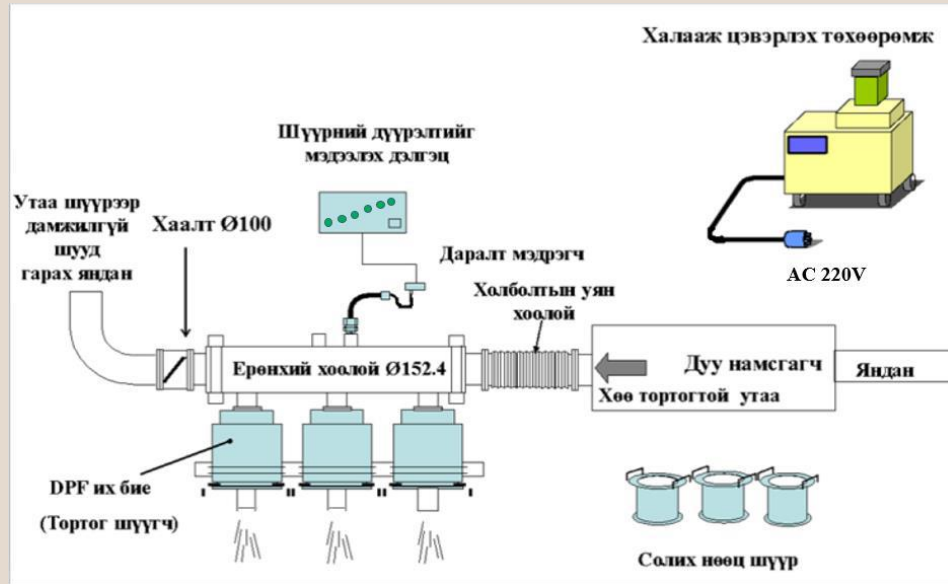 Халааж цэвэрлэх төхөөрөмж
Шүүрний дүүрэлтийг
мэдээлэх дэлгэц
Утаа шүүрээр
дамжилгүй
шууд
гарах яндан
Хаалт Ø100
Даралт мэдрэгч
AC 220V
Холболтын уян
хоолой
Ерөнхий хоолой Ø152.4
Дуу намсгагч
Яндан
Хөө тортогтой утаа
DPF их бие
(Тортог шүүгч)
Солих нөөц шүүр